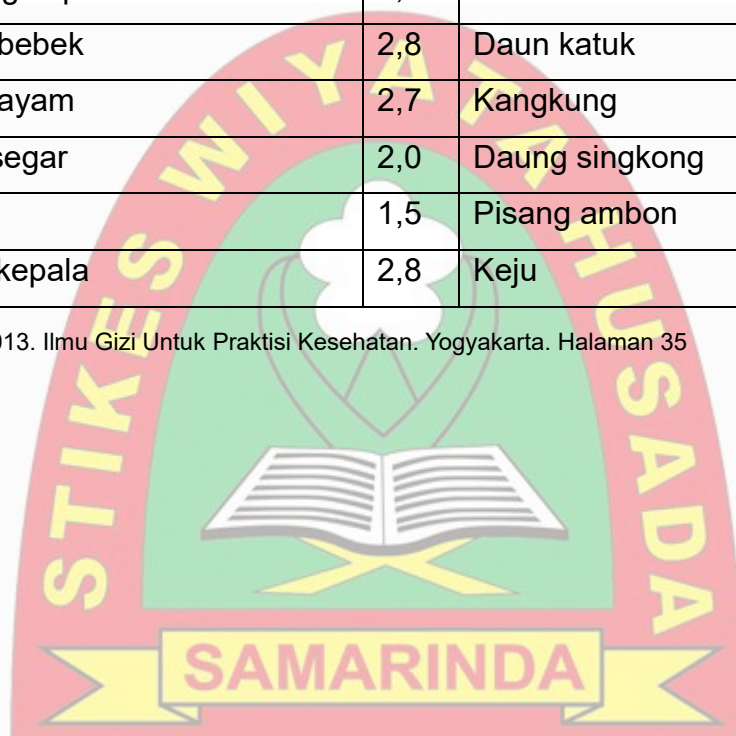 bebek 2,8 Daun katuk
ayam 2,7 Kangkung
segar 2,0 Daung singkong
1,5 Pisang ambon
kepala 2,8 Keju
13. Ilmu Gizi Untuk Praktisi Kesehatan. Yogyakarta. Halaman 35
STIKES WIYATA HUSADA
SAMARINDA